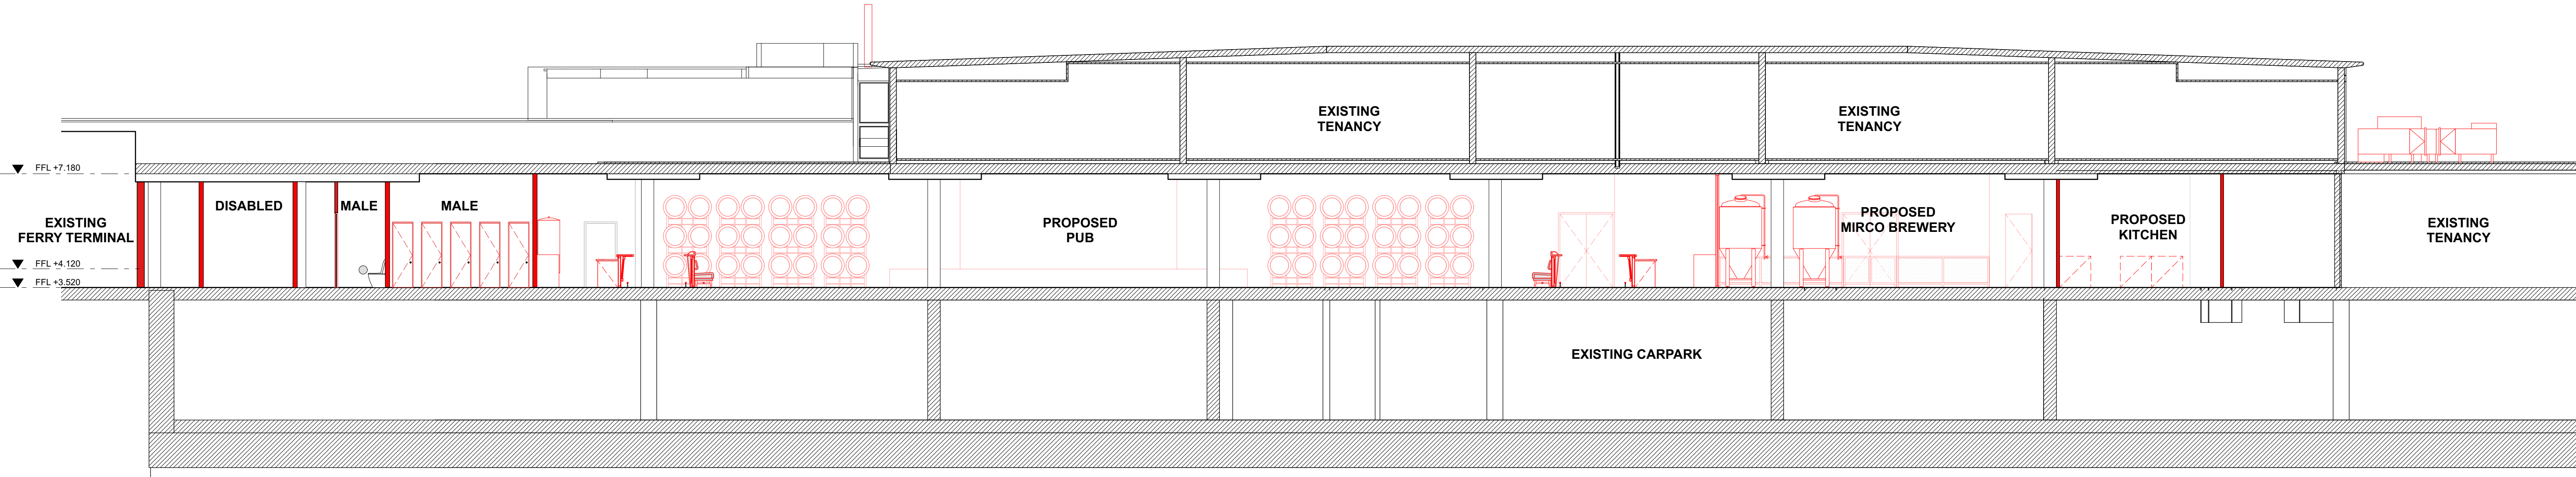 EXISTING
TENANCY
EXISTING
TENANCY
FFL +7.180
DISABLED
MALE
MALE
EXISTING
FERRY TERMINAL
PROPOSED
PUB
PROPOSED
MIRCO BREWERY
PROPOSED
KITCHEN
EXISTING
TENANCY
FFL +4.120
FFL +3.520
EXISTING CARPARK